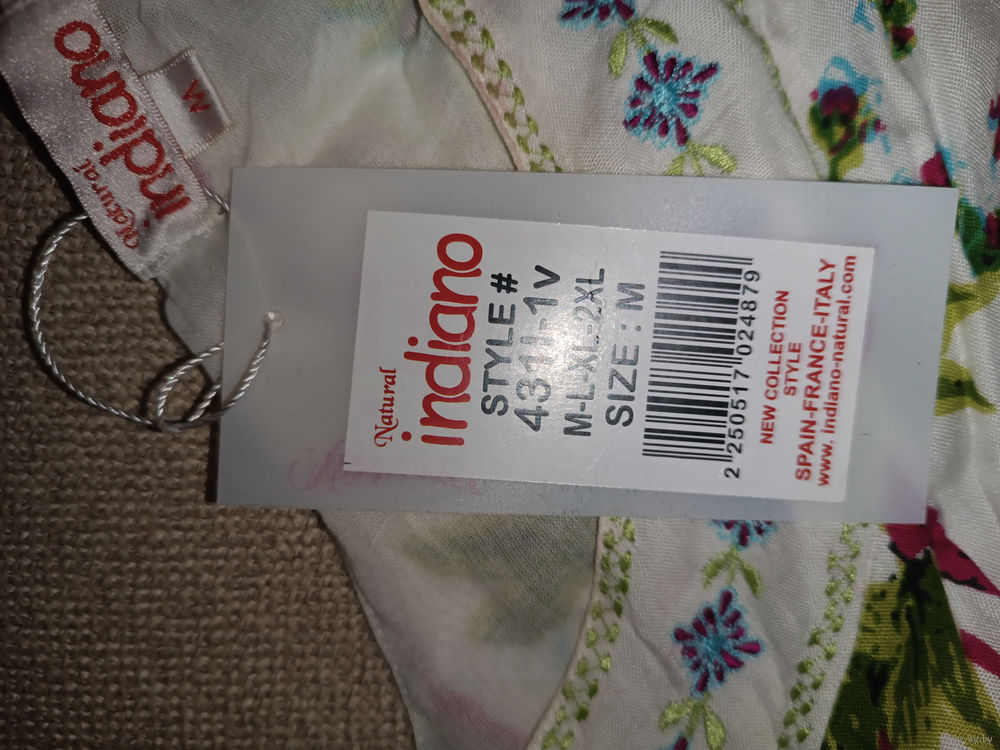 Natural
indiano
M
Natural
indiano
STYLE #
431L-1v
M-L-XL-2XL
SIZE : M
2 250517 024879
NEW COLLECTION
STYLE
SPAIN-FRANCE-ITALY
www. indiano-natural.com